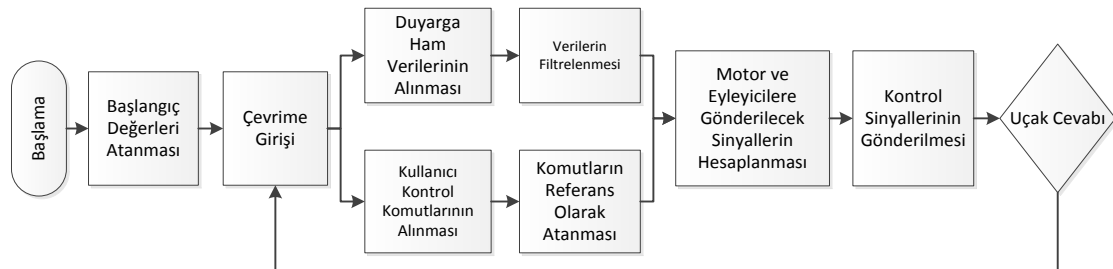 Başlama
Başlangıç
Değerleri
Atanması
Çevrime
Girişi
Duyarga
Ham
Verilerinin
Alınması
Verilerin
Filtrelenmesi
Kullanıcı
Kontrol
Komutlarının
Alınması
Komutların
Referans
Olarak
Atanması
Motor ve
Eyleyicilere
Gönderilecek
Sinyallerin
Hesaplanması
Kontrol
Sinyallerinin
Gönderilmesi
Uçak Cevabı